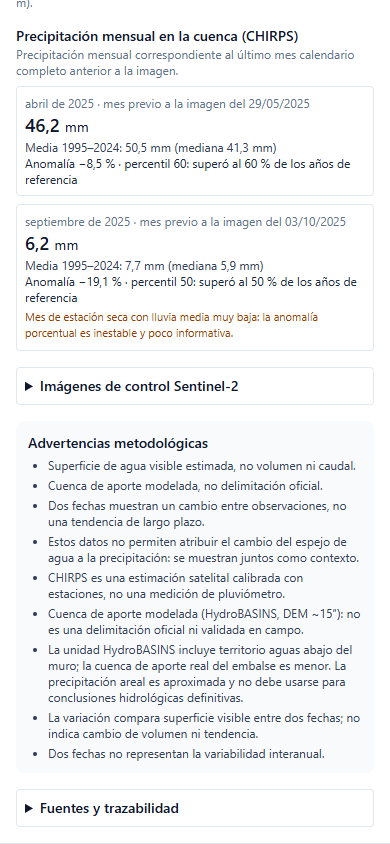 m).
Precipitación mensual en la cuenca (CHIRPS)
Precipitación mensual correspondiente al último mes calendario
completo anterior a la imagen.
abril de 2025 · mes previo a la imagen del 29/05/2025
46,2 mm
Media 1995–2024: 50,5 mm (mediana 41,3 mm)
Anomalía −8,5 % · percentil 60: superó al 60 % de los años de
referencia
septiembre de 2025 · mes previo a la imagen del 03/10/2025
6,2 mm
Media 1995–2024: 7,7 mm (mediana 5,9 mm)
Anomalía −19,1 % · percentil 50: superó al 50 % de los años de
referencia
Mes de estación seca con lluvia media muy baja: la anomalía
porcentual es inestable y poco informativa.
▶ Imágenes de control Sentinel-2
Advertencias metodológicas
• Superficie de agua visible estimada, no volumen ni caudal.
• Cuenca de aporte modelada, no delimitación oficial.
• Dos fechas muestran un cambio entre observaciones, no
una tendencia de largo plazo.
• Estos datos no permiten atribuir el cambio del espejo de
agua a la precipitación: se muestran juntos como contexto.
• CHIRPS es una estimación satelital calibrada con
estaciones, no una medición de pluviómetro.
• Cuenca de aporte modelada (HydroBASINS, DEM ~15″): no
es una delimitación oficial ni validada en campo.
• La unidad HydroBASINS incluye territorio aguas abajo del
muro; la cuenca de aporte real del embalse es menor. La
precipitación areal es aproximada y no debe usarse para
conclusiones hidrológicas definitivas.
• La variación compara superficie visible entre dos fechas; no
indica cambio de volumen ni tendencia.
• Dos fechas no representan la variabilidad interanual.
▶ Fuentes y trazabilidad